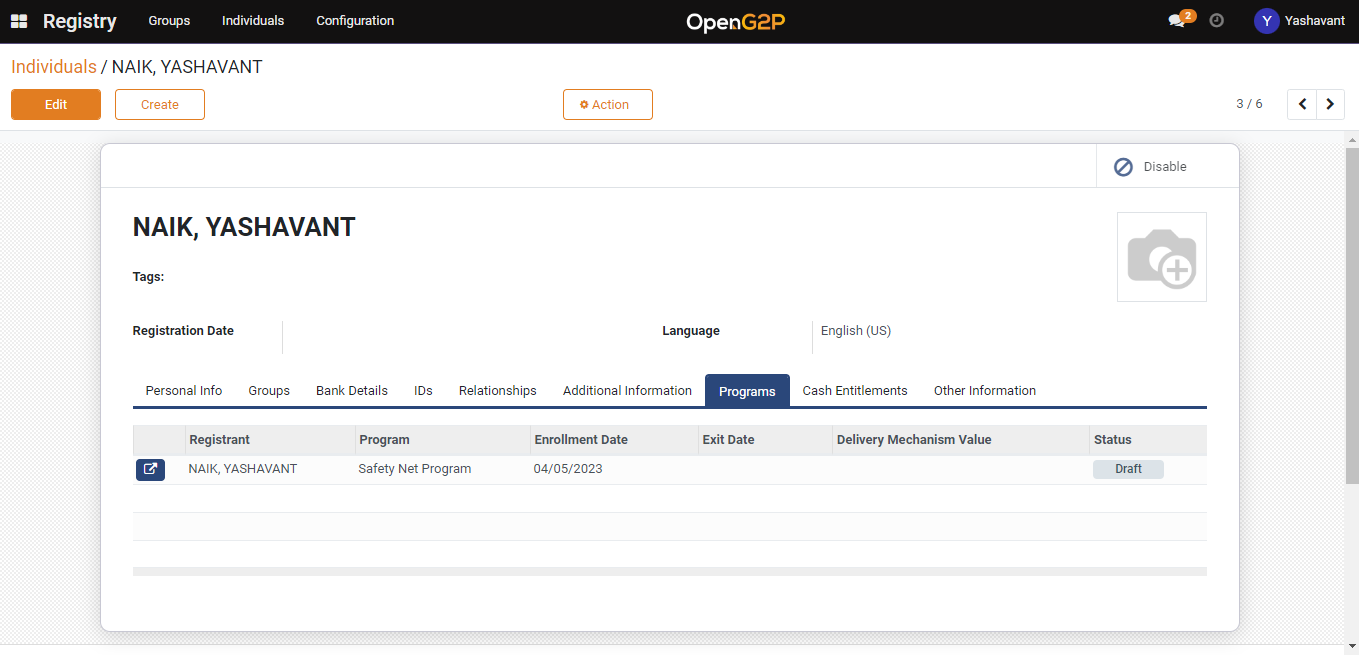 Registry Groups Individuals Configuration OpenG2P 2 Y Yashavant
Individuals / NAIK, YASHAVANT
Edit Create Action 3 / 6
Disable
NAIK, YASHAVANT
Tags:
Registration Date Language English (US)
Personal Info Groups Bank Details IDs Relationships Additional Information Programs Cash Entitlements Other Information
Registrant Program Enrollment Date Exit Date Delivery Mechanism Value Status
NAIK, YASHAVANT Safety Net Program 04/05/2023 Draft